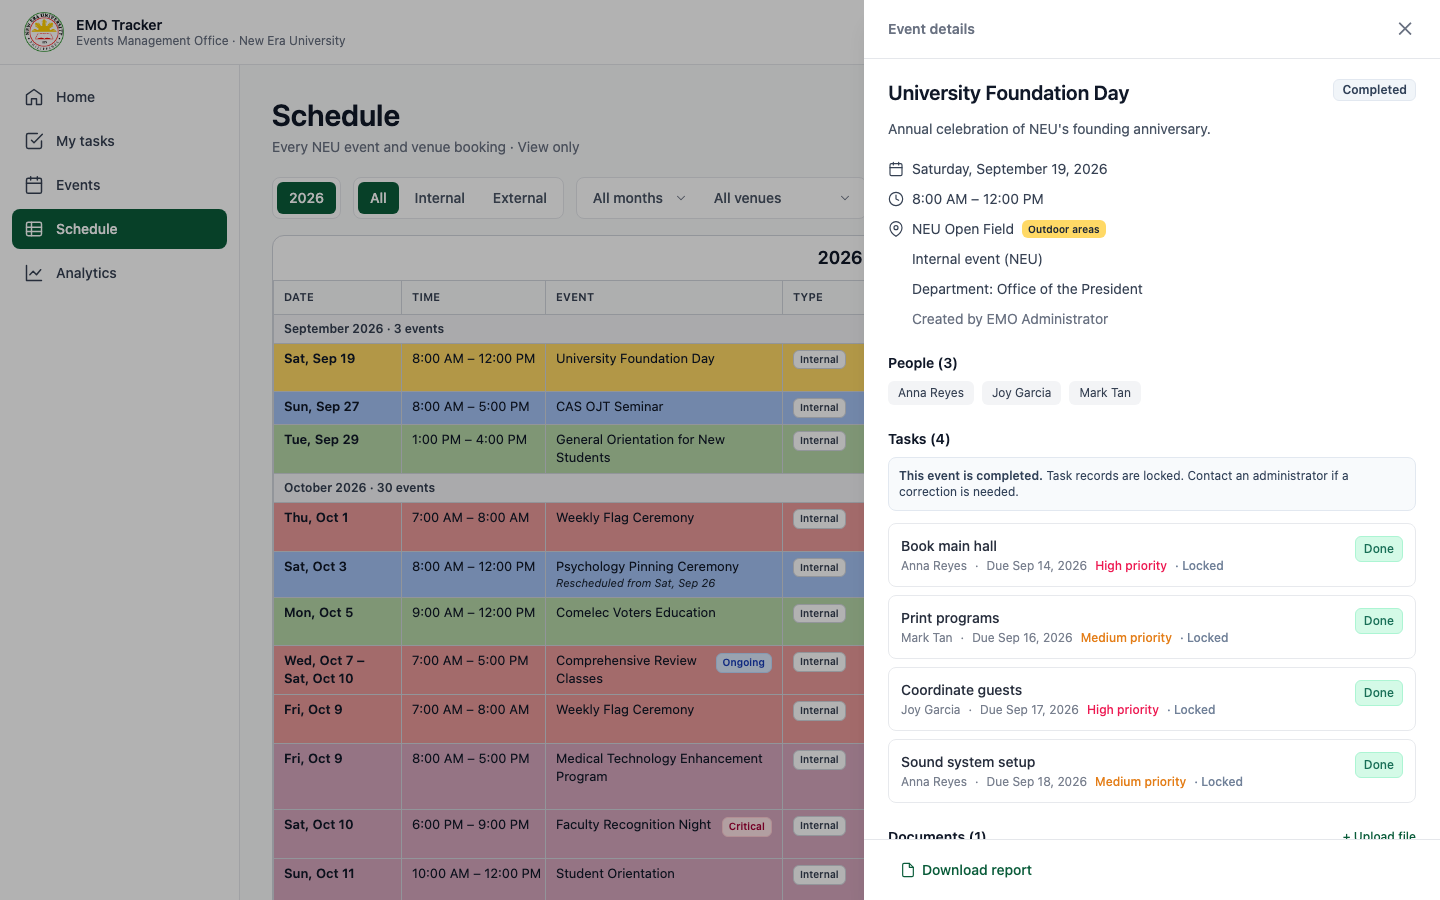 EMO Tracker
Events Management Office · New Era University
Home
My tasks
Events
Schedule
Analytics
Schedule
Every NEU event and venue booking · View only
2026
All
Internal
External
All months
All venues
2026
DATE
TIME
EVENT
TYPE
September 2026 · 3 events
Sat, Sep 19
8:00 AM – 12:00 PM
University Foundation Day
Internal
Sun, Sep 27
8:00 AM – 5:00 PM
CAS OJT Seminar
Internal
Tue, Sep 29
1:00 PM – 4:00 PM
General Orientation for New
Students
Internal
October 2026 · 30 events
Thu, Oct 1
7:00 AM – 8:00 AM
Weekly Flag Ceremony
Internal
Sat, Oct 3
8:00 AM – 12:00 PM
Psychology Pinning Ceremony
Rescheduled from Sat, Sep 26
Internal
Mon, Oct 5
9:00 AM – 12:00 PM
Comelec Voters Education
Internal
Wed, Oct 7 –
Sat, Oct 10
7:00 AM – 5:00 PM
Comprehensive Review
Classes
Ongoing
Internal
Fri, Oct 9
7:00 AM – 8:00 AM
Weekly Flag Ceremony
Internal
Fri, Oct 9
8:00 AM – 5:00 PM
Medical Technology Enhancement
Program
Internal
Sat, Oct 10
6:00 PM – 9:00 PM
Faculty Recognition Night
Critical
Internal
Sun, Oct 11
10:00 AM – 12:00 PM
Student Orientation
Internal
Event details
University Foundation Day
Completed
Annual celebration of NEU's founding anniversary.
Saturday, September 19, 2026
8:00 AM – 12:00 PM
NEU Open Field
Outdoor areas
Internal event (NEU)
Department: Office of the President
Created by EMO Administrator
People (3)
Anna Reyes
Joy Garcia
Mark Tan
Tasks (4)
This event is completed. Task records are locked. Contact an administrator if a
correction is needed.
Book main hall
Done
Anna Reyes · Due Sep 14, 2026 High priority · Locked
Print programs
Done
Mark Tan · Due Sep 16, 2026 Medium priority · Locked
Coordinate guests
Done
Joy Garcia · Due Sep 17, 2026 High priority · Locked
Sound system setup
Done
Anna Reyes · Due Sep 18, 2026 Medium priority · Locked
Documents (1)
+ Upload file
Download report